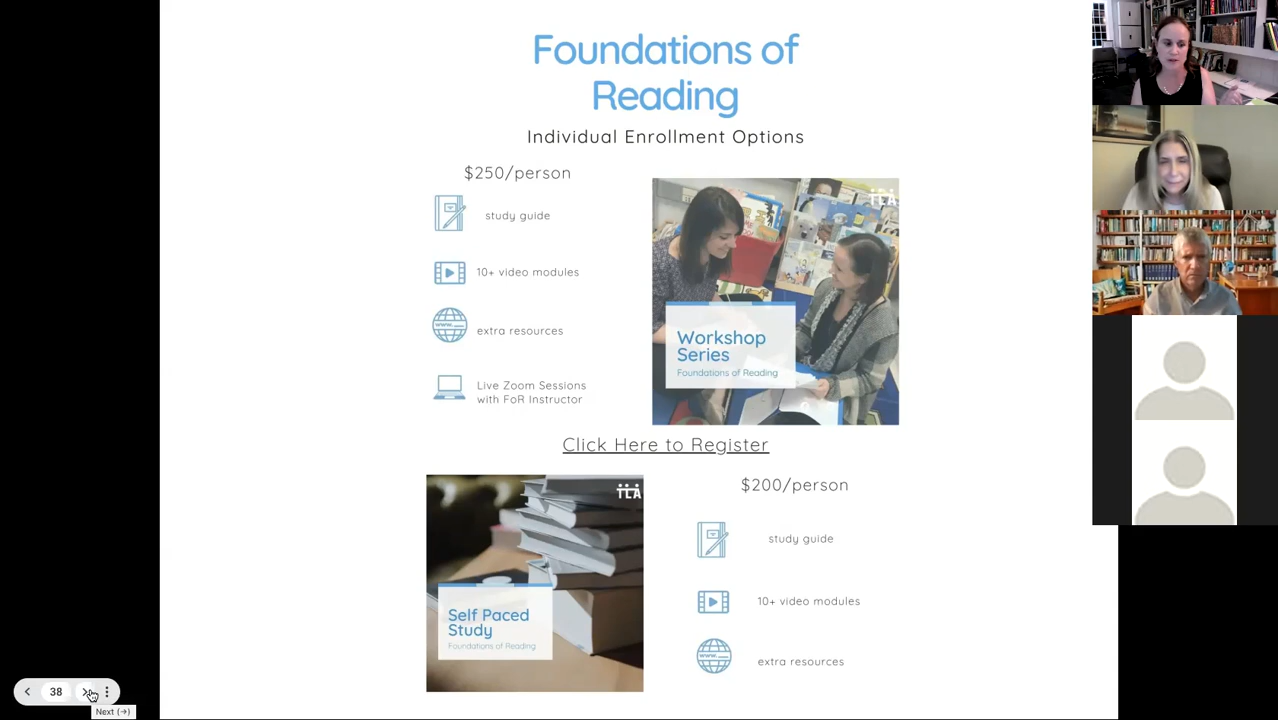 Foundations of
Reading
Individual Enrollment Options
$250/person
study guide
10+ video modules
extra resources
Live Zoom Sessions
with FoR Instructor
TLA
Workshop
Series
Foundations of Reading
Click Here to Register
TLA
Self Paced
Study
Foundations of Reading
$200/person
study guide
10+ video modules
extra resources
38
Next (→)